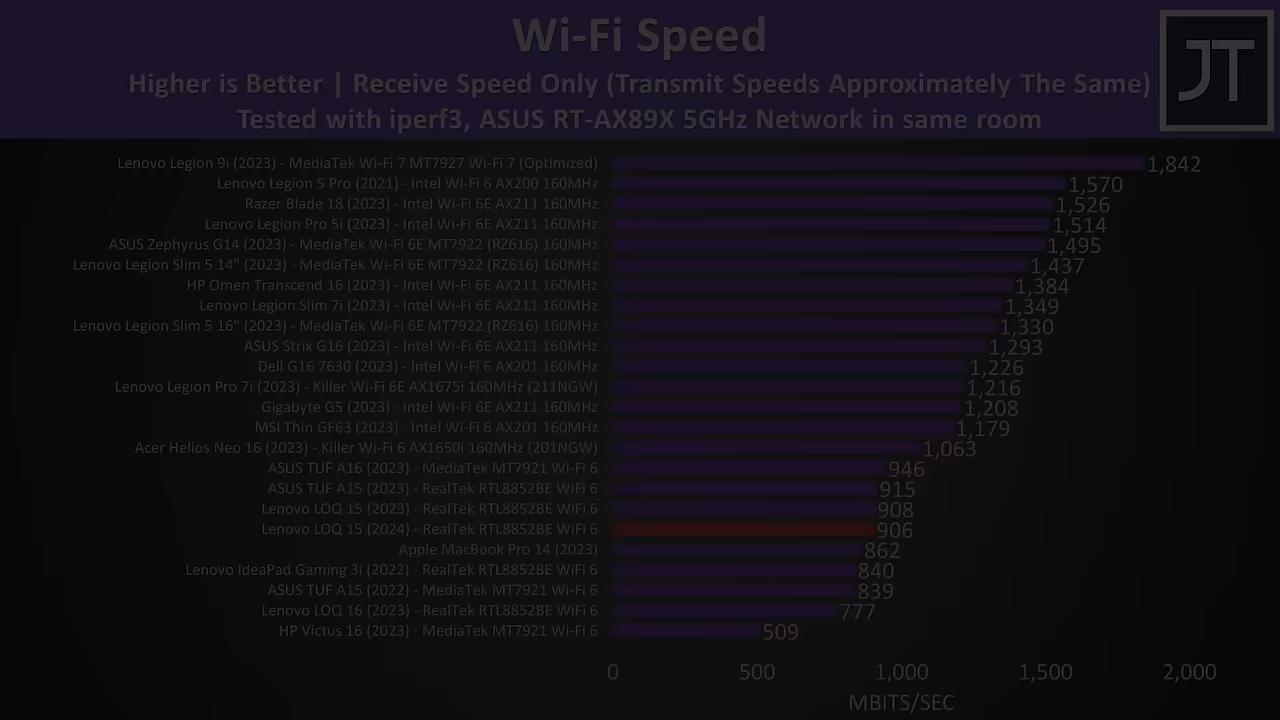 Wi-Fi Speed
JT
Higher is Better | Receive Speed Only (Transmit Speeds Approximately The Same)
Tested with iperf3, ASUS RT-AX89X 5GHz Network in same room
Lenovo Legion 9i (2023) - MediaTek Wi-Fi 7 MT7927 Wi-Fi 7 (Optimized) 1,842
Lenovo Legion 5 Pro (2021) - Intel Wi-Fi 6 AX200 160MHz 1,570
Razer Blade 18 (2023) - Intel Wi-Fi 6E AX211 160MHz 1,526
Lenovo Legion Pro 5i (2023) - Intel Wi-Fi 6E AX211 160MHz 1,514
ASUS Zephyrus G14 (2023) - MediaTek Wi-Fi 6E MT7922 (RZ616) 160MHz 1,495
Lenovo Legion Slim 5 14" (2023) - MediaTek Wi-Fi 6E MT7922 (RZ616) 160MHz 1,437
HP Omen Transcend 16 (2023) - Intel Wi-Fi 6E AX211 160MHz 1,384
Lenovo Legion Slim 7i (2023) - Intel Wi-Fi 6E AX211 160MHz 1,349
Lenovo Legion Slim 5 16" (2023) - MediaTek Wi-Fi 6E MT7922 (RZ616) 160MHz 1,330
ASUS Strix G16 (2023) - Intel Wi-Fi 6E AX211 160MHz 1,293
Dell G16 7630 (2023) - Intel Wi-Fi 6 AX201 160MHz 1,226
Lenovo Legion Pro 7i (2023) - Killer Wi-Fi 6E AX1675i 160MHz (211NGW) 1,216
Gigabyte G5 (2023) - Intel Wi-Fi 6E AX211 160MHz 1,208
MSI Thin GF63 (2023) - Intel Wi-Fi 6 AX201 160MHz 1,179
Acer Helios Neo 16 (2023) - Killer Wi-Fi 6 AX1650i 160MHz (201NGW) 1,063
ASUS TUF A16 (2023) - MediaTek MT7921 Wi-Fi 6 946
ASUS TUF A15 (2023) - RealTek RTL8852BE WiFi 6 915
Lenovo LOQ 15 (2023) - RealTek RTL8852BE WiFi 6 908
Lenovo LOQ 15 (2024) - RealTek RTL8852BE WiFi 6 906
Apple MacBook Pro 14 (2023) 862
Lenovo IdeaPad Gaming 3i (2022) - RealTek RTL8852BE WiFi 6 840
ASUS TUF A15 (2022) - MediaTek MT7921 Wi-Fi 6 839
Lenovo LOQ 16 (2023) - RealTek RTL8852BE WiFi 6 777
HP Victus 16 (2023) - MediaTek MT7921 Wi-Fi 6 509
0 500 1,000 1,500 2,000
MBITS/SEC